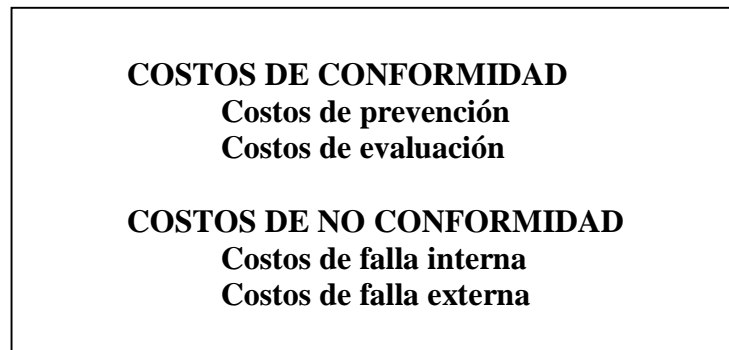 COSTOS DE CONFORMIDAD
Costos de prevención
Costos de evaluación
COSTOS DE NO CONFORMIDAD
Costos de falla interna
Costos de falla externa